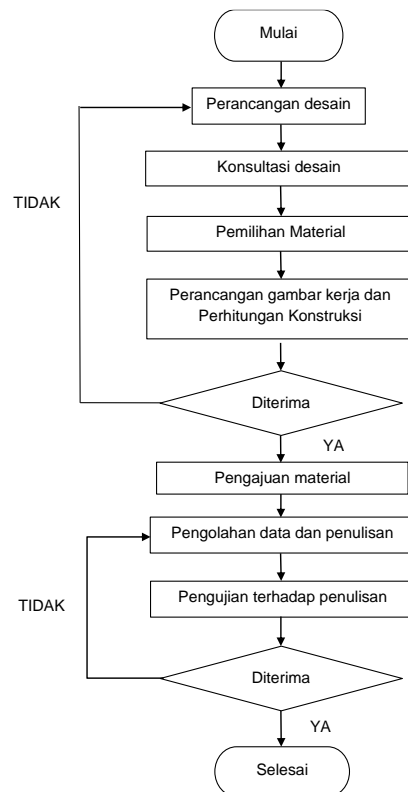 Mulai
Perancangan desain
Konsultasi desain
TIDAK
Pemilihan Material
Perancangan gambar kerja dan
Perhitungan Konstruksi
Diterima
YA
Pengajuan material
Pengolahan data dan penulisan
Pengujian terhadap penulisan
TIDAK
Diterima
YA
Selesai